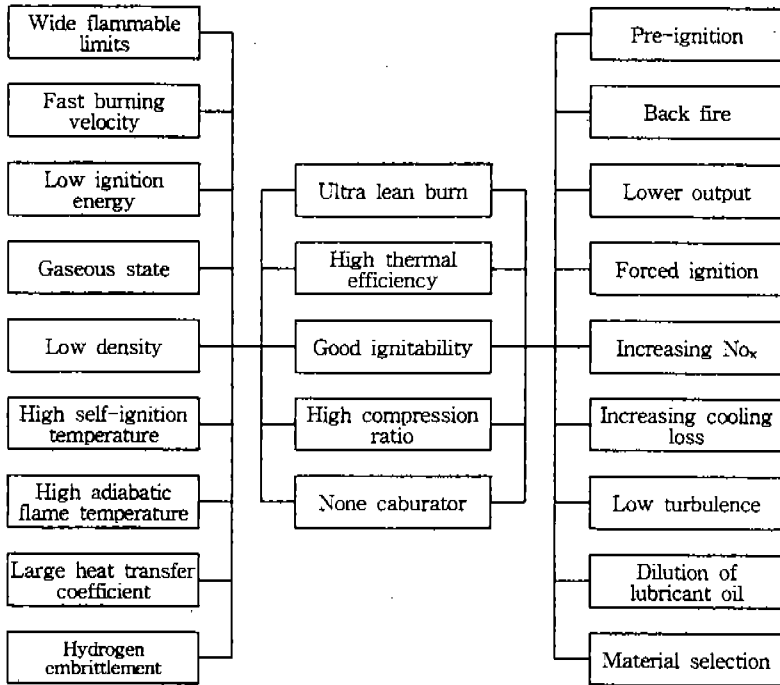 Wide flammable
limits
Fast burning
velocity
Low ignition
energy
Gaseous state
Low density
High self-ignition
temperature
High adiabatic
flame temperature
Large heat transfer
coefficient
Hydrogen
embrittlement
Ultra lean burn
High thermal
efficiency
Good ignitability
High compression
ratio
None caburator
Pre-ignition
Back fire
Lower output
Forced ignition
Increasing Noₓ
Increasing cooling
loss
Low turbulence
Dilution of
lubricant oil
Material selection